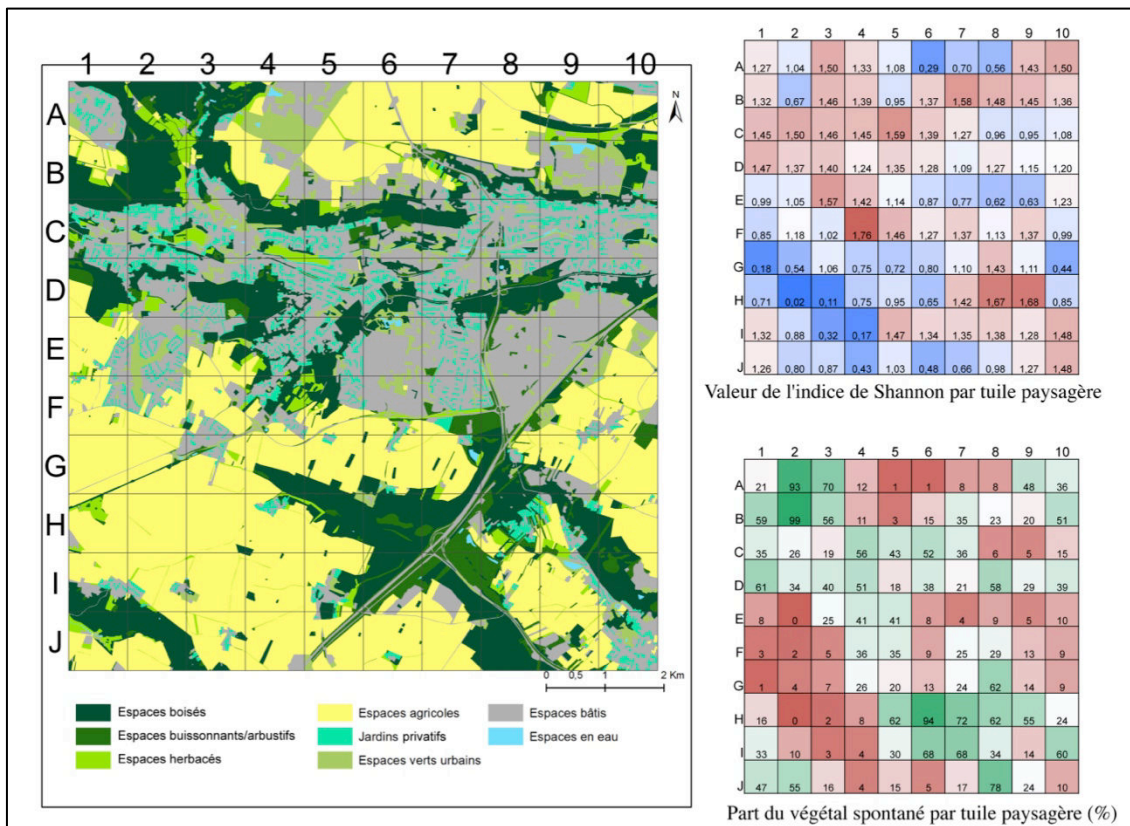 1 2 3 4 5 6 7 8 9 10
A
B
C
D
E
F
G
H
I
J
N
0 0,5 1 2 Km
Espaces boisés
Espaces buissonnants/arbustifs
Espaces herbacés
Espaces agricoles
Jardins privatifs
Espaces verts urbains
Espaces bâtis
Espaces en eau
1 2 3 4 5 6 7 8 9 10
A 1,27 1,04 1,50 1,33 1,08 0,29 0,70 0,56 1,43 1,50
B 1,32 0,67 1,46 1,39 0,95 1,37 1,58 1,48 1,45 1,36
C 1,45 1,50 1,46 1,45 1,59 1,39 1,27 0,96 0,95 1,08
D 1,47 1,37 1,40 1,24 1,35 1,28 1,09 1,27 1,15 1,20
E 0,99 1,05 1,57 1,42 1,14 0,87 0,77 0,62 0,63 1,23
F 0,85 1,18 1,02 1,76 1,46 1,27 1,37 1,13 1,37 0,99
G 0,18 0,54 1,06 0,75 0,72 0,80 1,10 1,43 1,11 0,44
H 0,71 0,02 0,11 0,75 0,95 0,65 1,42 1,67 1,68 0,85
I 1,32 0,88 0,32 0,17 1,47 1,34 1,35 1,38 1,28 1,48
J 1,26 0,80 0,87 0,43 1,03 0,48 0,66 0,98 1,27 1,48
Valeur de l'indice de Shannon par tuile paysagère
1 2 3 4 5 6 7 8 9 10
A 21 93 70 12 1 1 8 8 48 36
B 59 99 56 11 3 15 35 23 20 51
C 35 26 19 56 43 52 36 6 5 15
D 61 34 40 51 18 38 21 58 29 39
E 8 0 25 41 41 8 4 9 5 10
F 3 2 5 36 35 9 25 29 13 9
G 1 4 7 26 20 13 24 62 14 9
H 16 0 2 8 62 94 72 62 55 24
I 33 10 3 4 30 68 68 34 14 60
J 47 55 16 4 15 5 17 78 24 10
Part du végétal spontané par tuile paysagère (%)